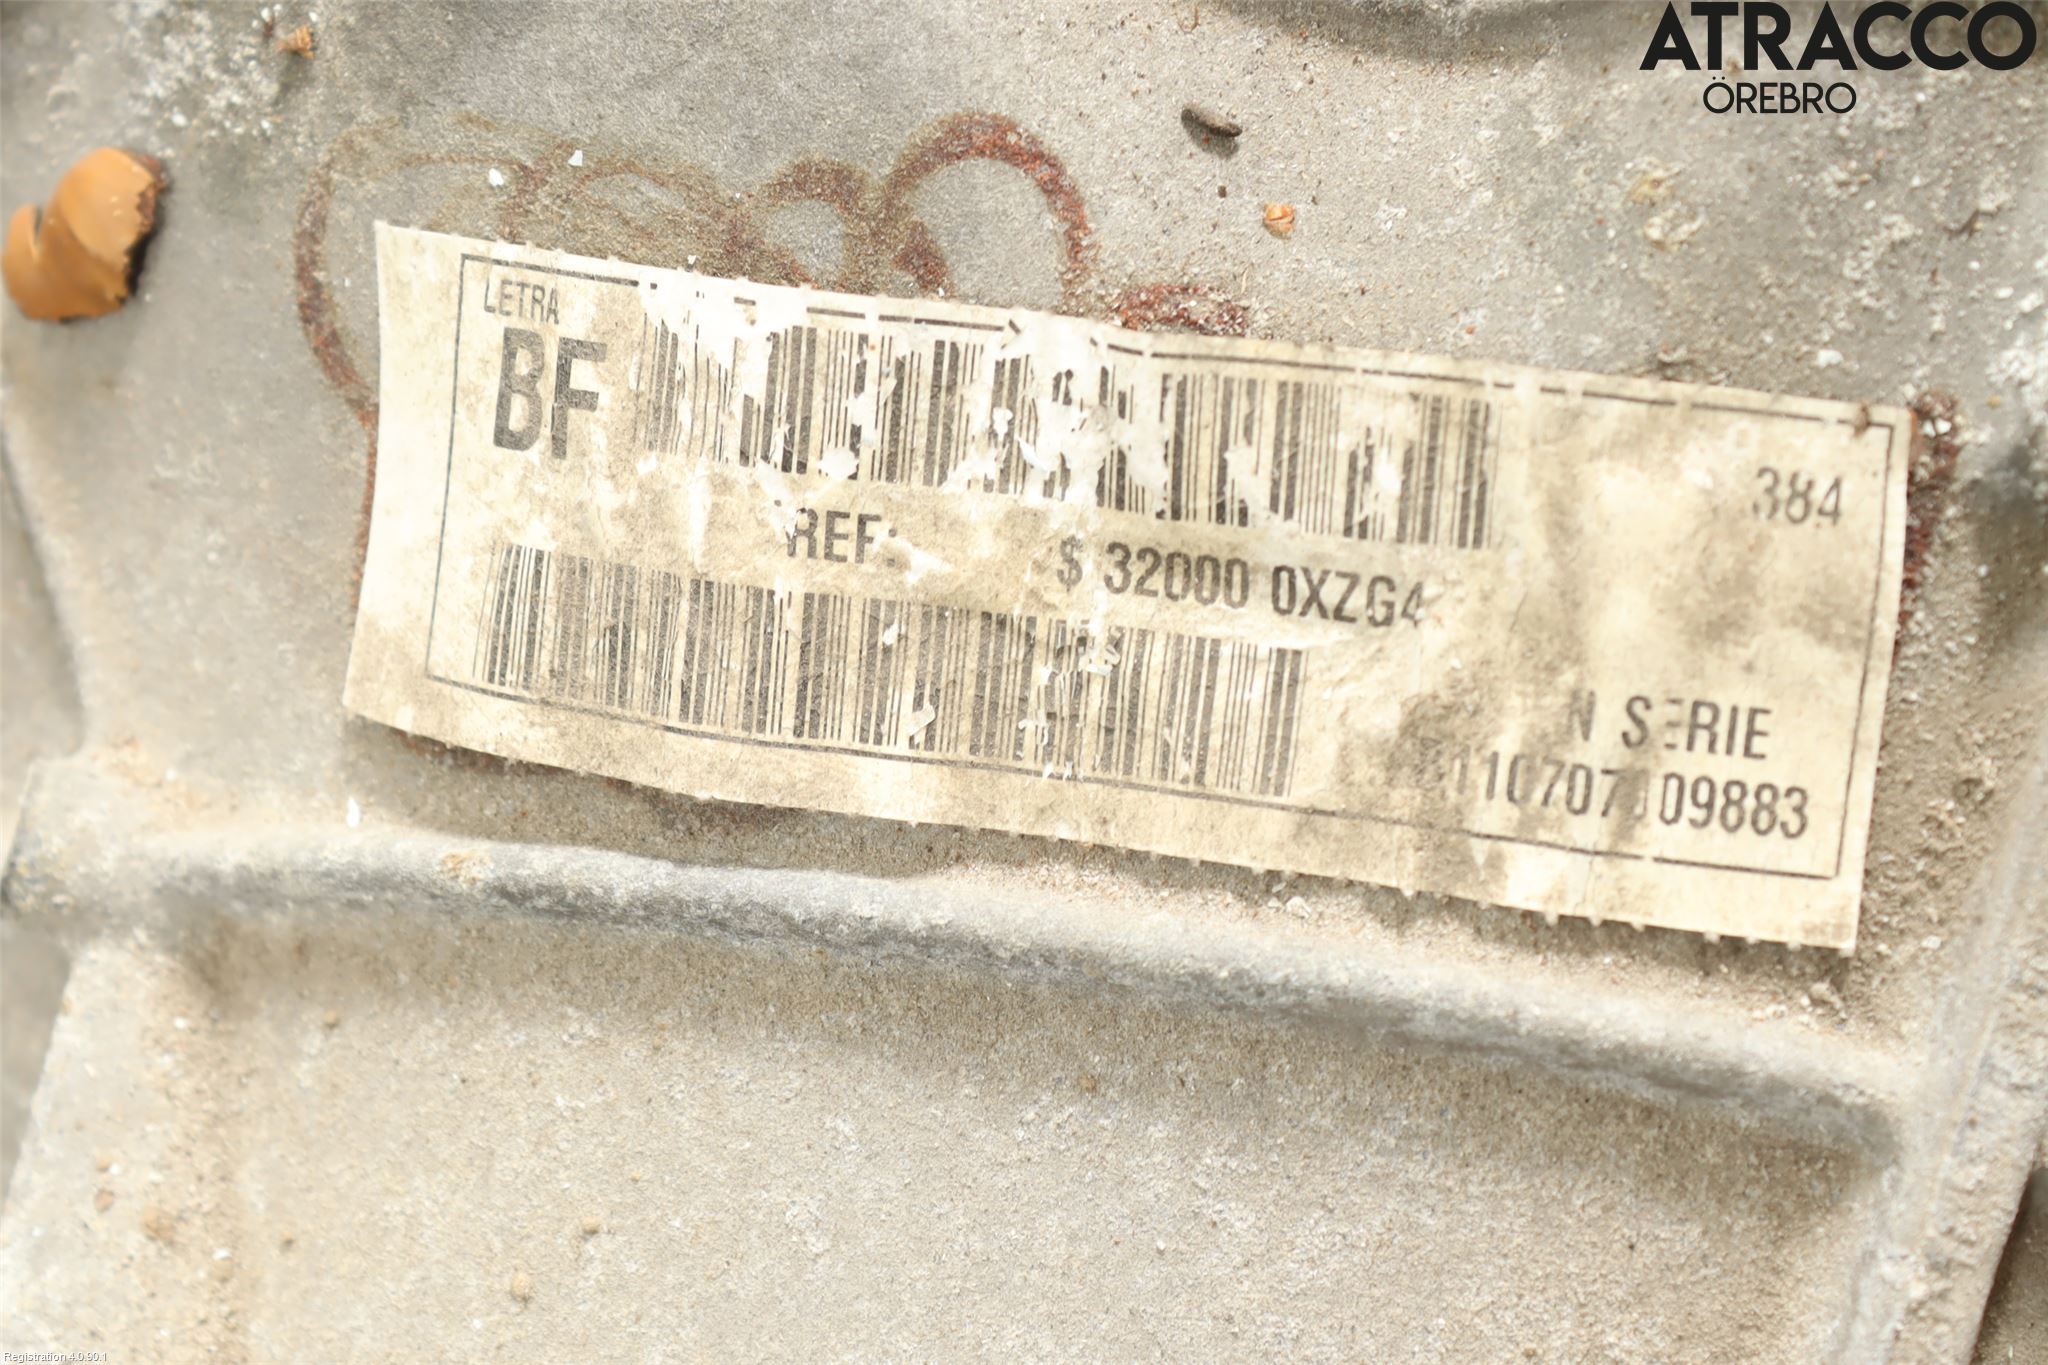 ATRACCO
ÖREBRO
LETRA
BF
384
REF: $ 32000 0XZG4
N SERIE
Registration 4.0.90.1